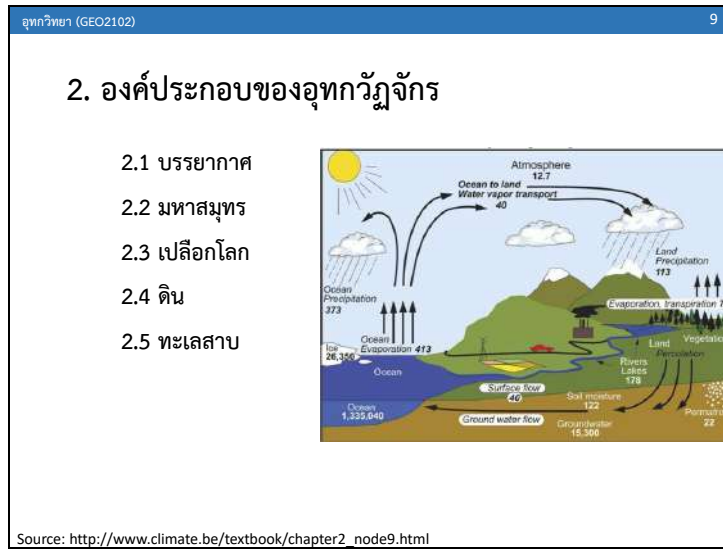 อุทกวิทยา (GEO2102)
9
2. องค์ประกอบของอุทกวัฏจักร
2.1 บรรยากาศ
2.2 มหาสมุทร
2.3 เปลือกโลก
2.4 ดิน
2.5 ทะเลสาบ
Atmosphere
12.7
Ocean to land
Water vapor transport
40
Land
Precipitation
113
Ocean
Precipitation
373
Evaporation, transpiration
Ocean
Evaporation 413
Ice
26,350
Ocean
Land
Percolation
Rivers
Lakes
178
Surface flow
40
Soil moisture
122
Ocean
1,335,040
Ground water flow
Groundwater
15,300
22
Source: http://www.climate.be/textbook/chapter2_node9.html